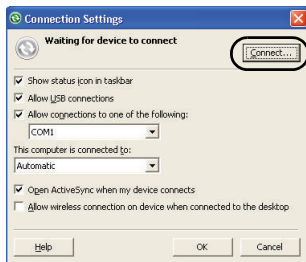 Connection Settings
Waiting for device to connect
Connect...
Show status icon in taskbar
Allow USB connections
Allow connections to one of the following:
COM1
This computer is connected to:
Automatic
Open ActiveSync when my device connects
Allow wireless connection on device when connected to the desktop
Help
OK
Cancel